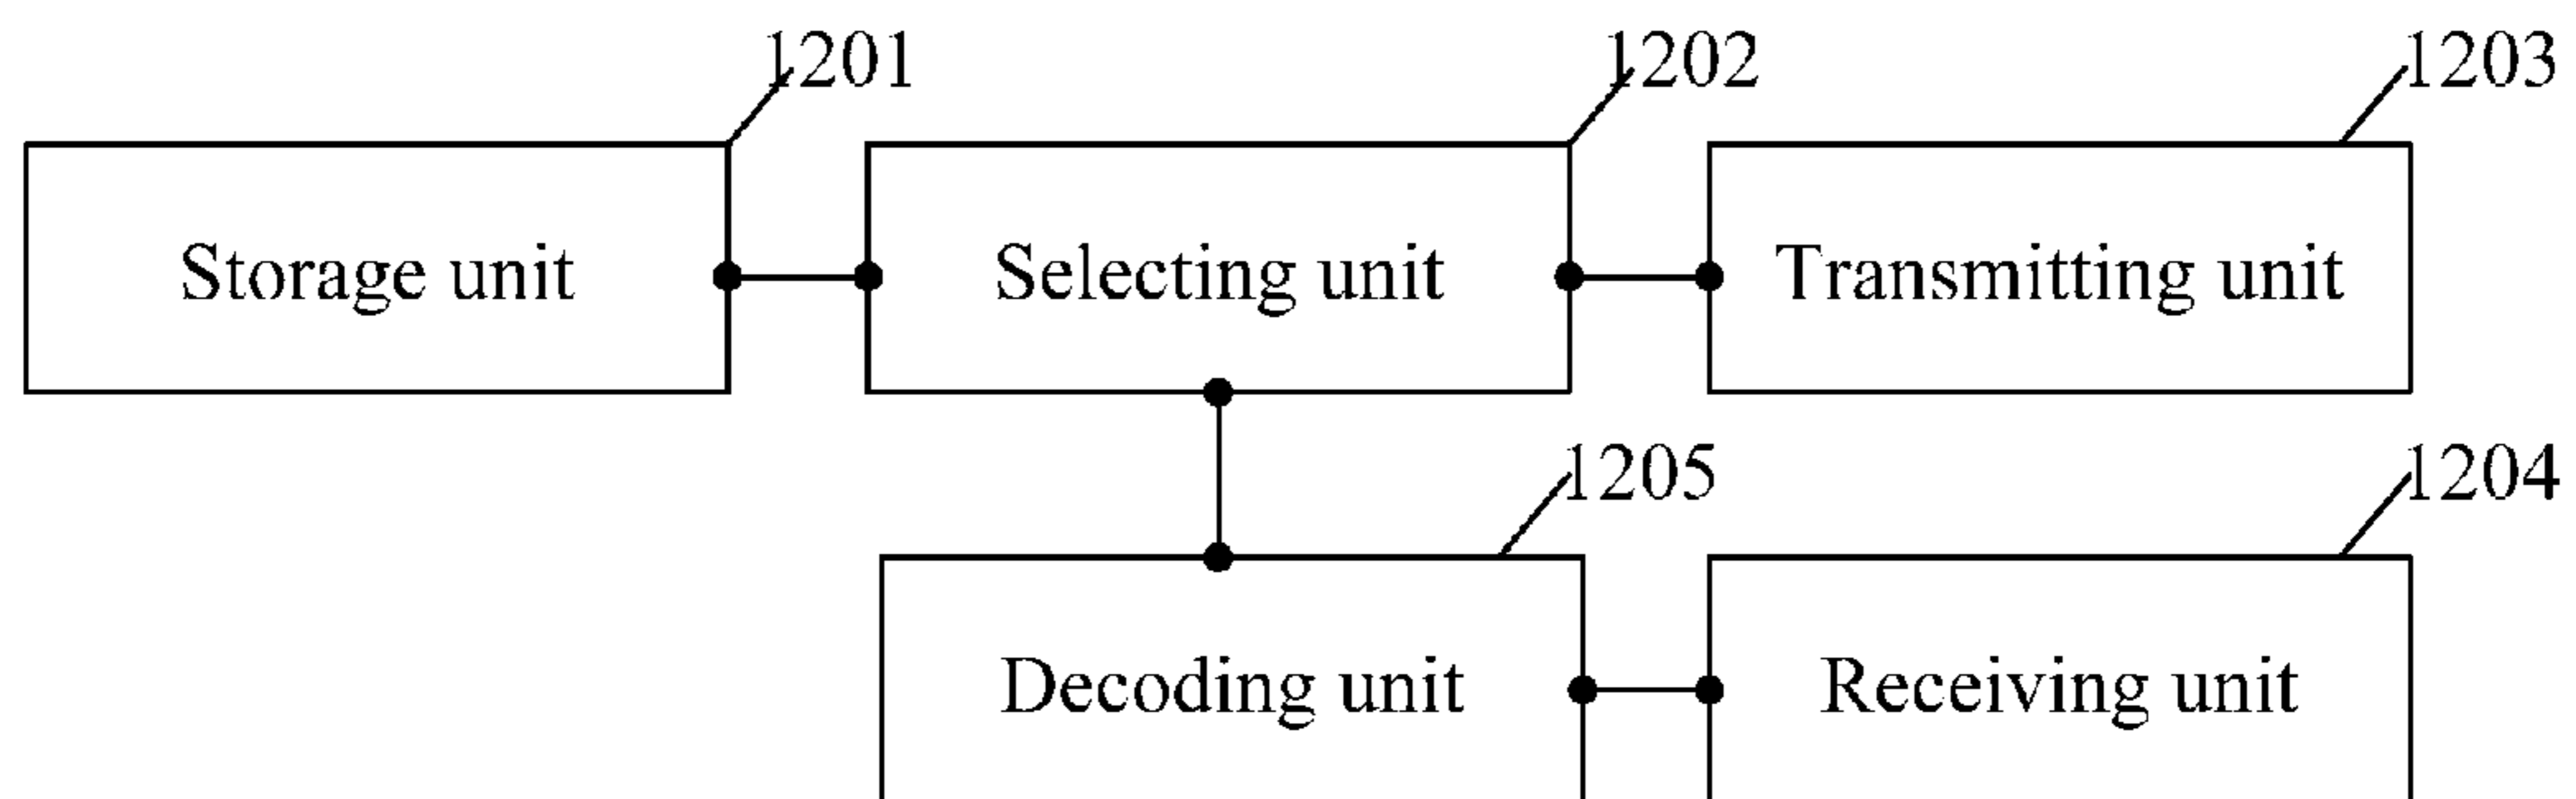 1201 1202 1203
Storage unit Selecting unit Transmitting unit
1205 1204
Decoding unit Receiving unit